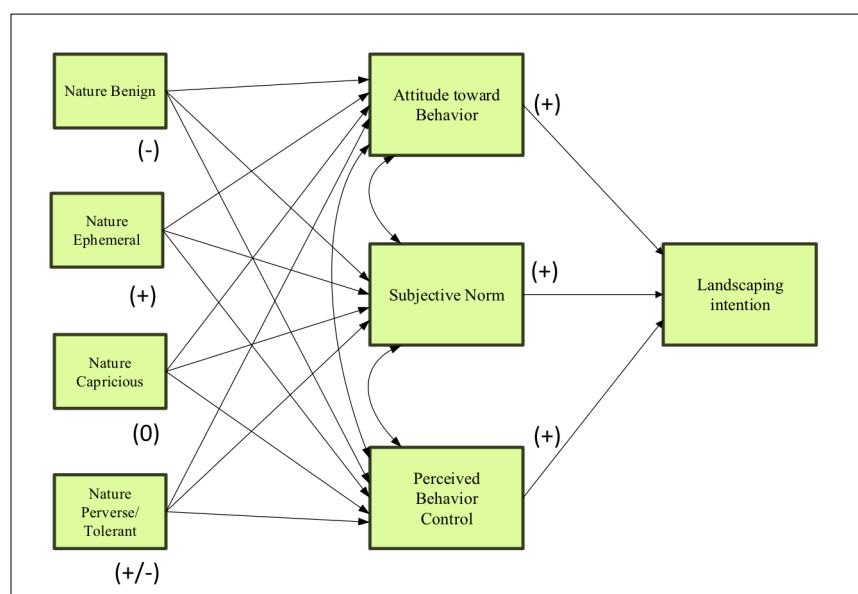 Nature Benign
(-)
Nature
Ephemeral
(+)
Nature
Capricious
(0)
Nature
Perverse/
Tolerant
(+/-)
Attitude toward
Behavior
(+)
Subjective Norm
(+)
Perceived
Behavior
Control
(+)
Landscaping
intention